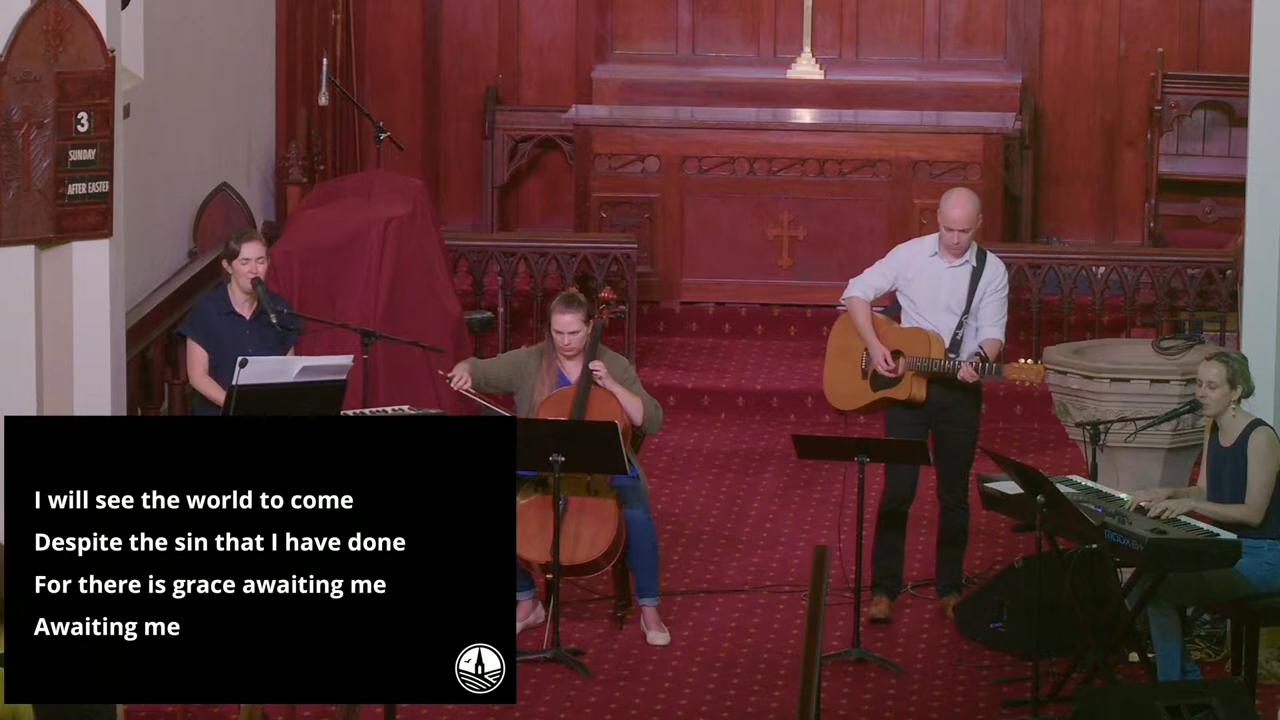 3
SUNDAY
AFTER EASTER
I will see the world to come
Despite the sin that I have done
For there is grace awaiting me
Awaiting me